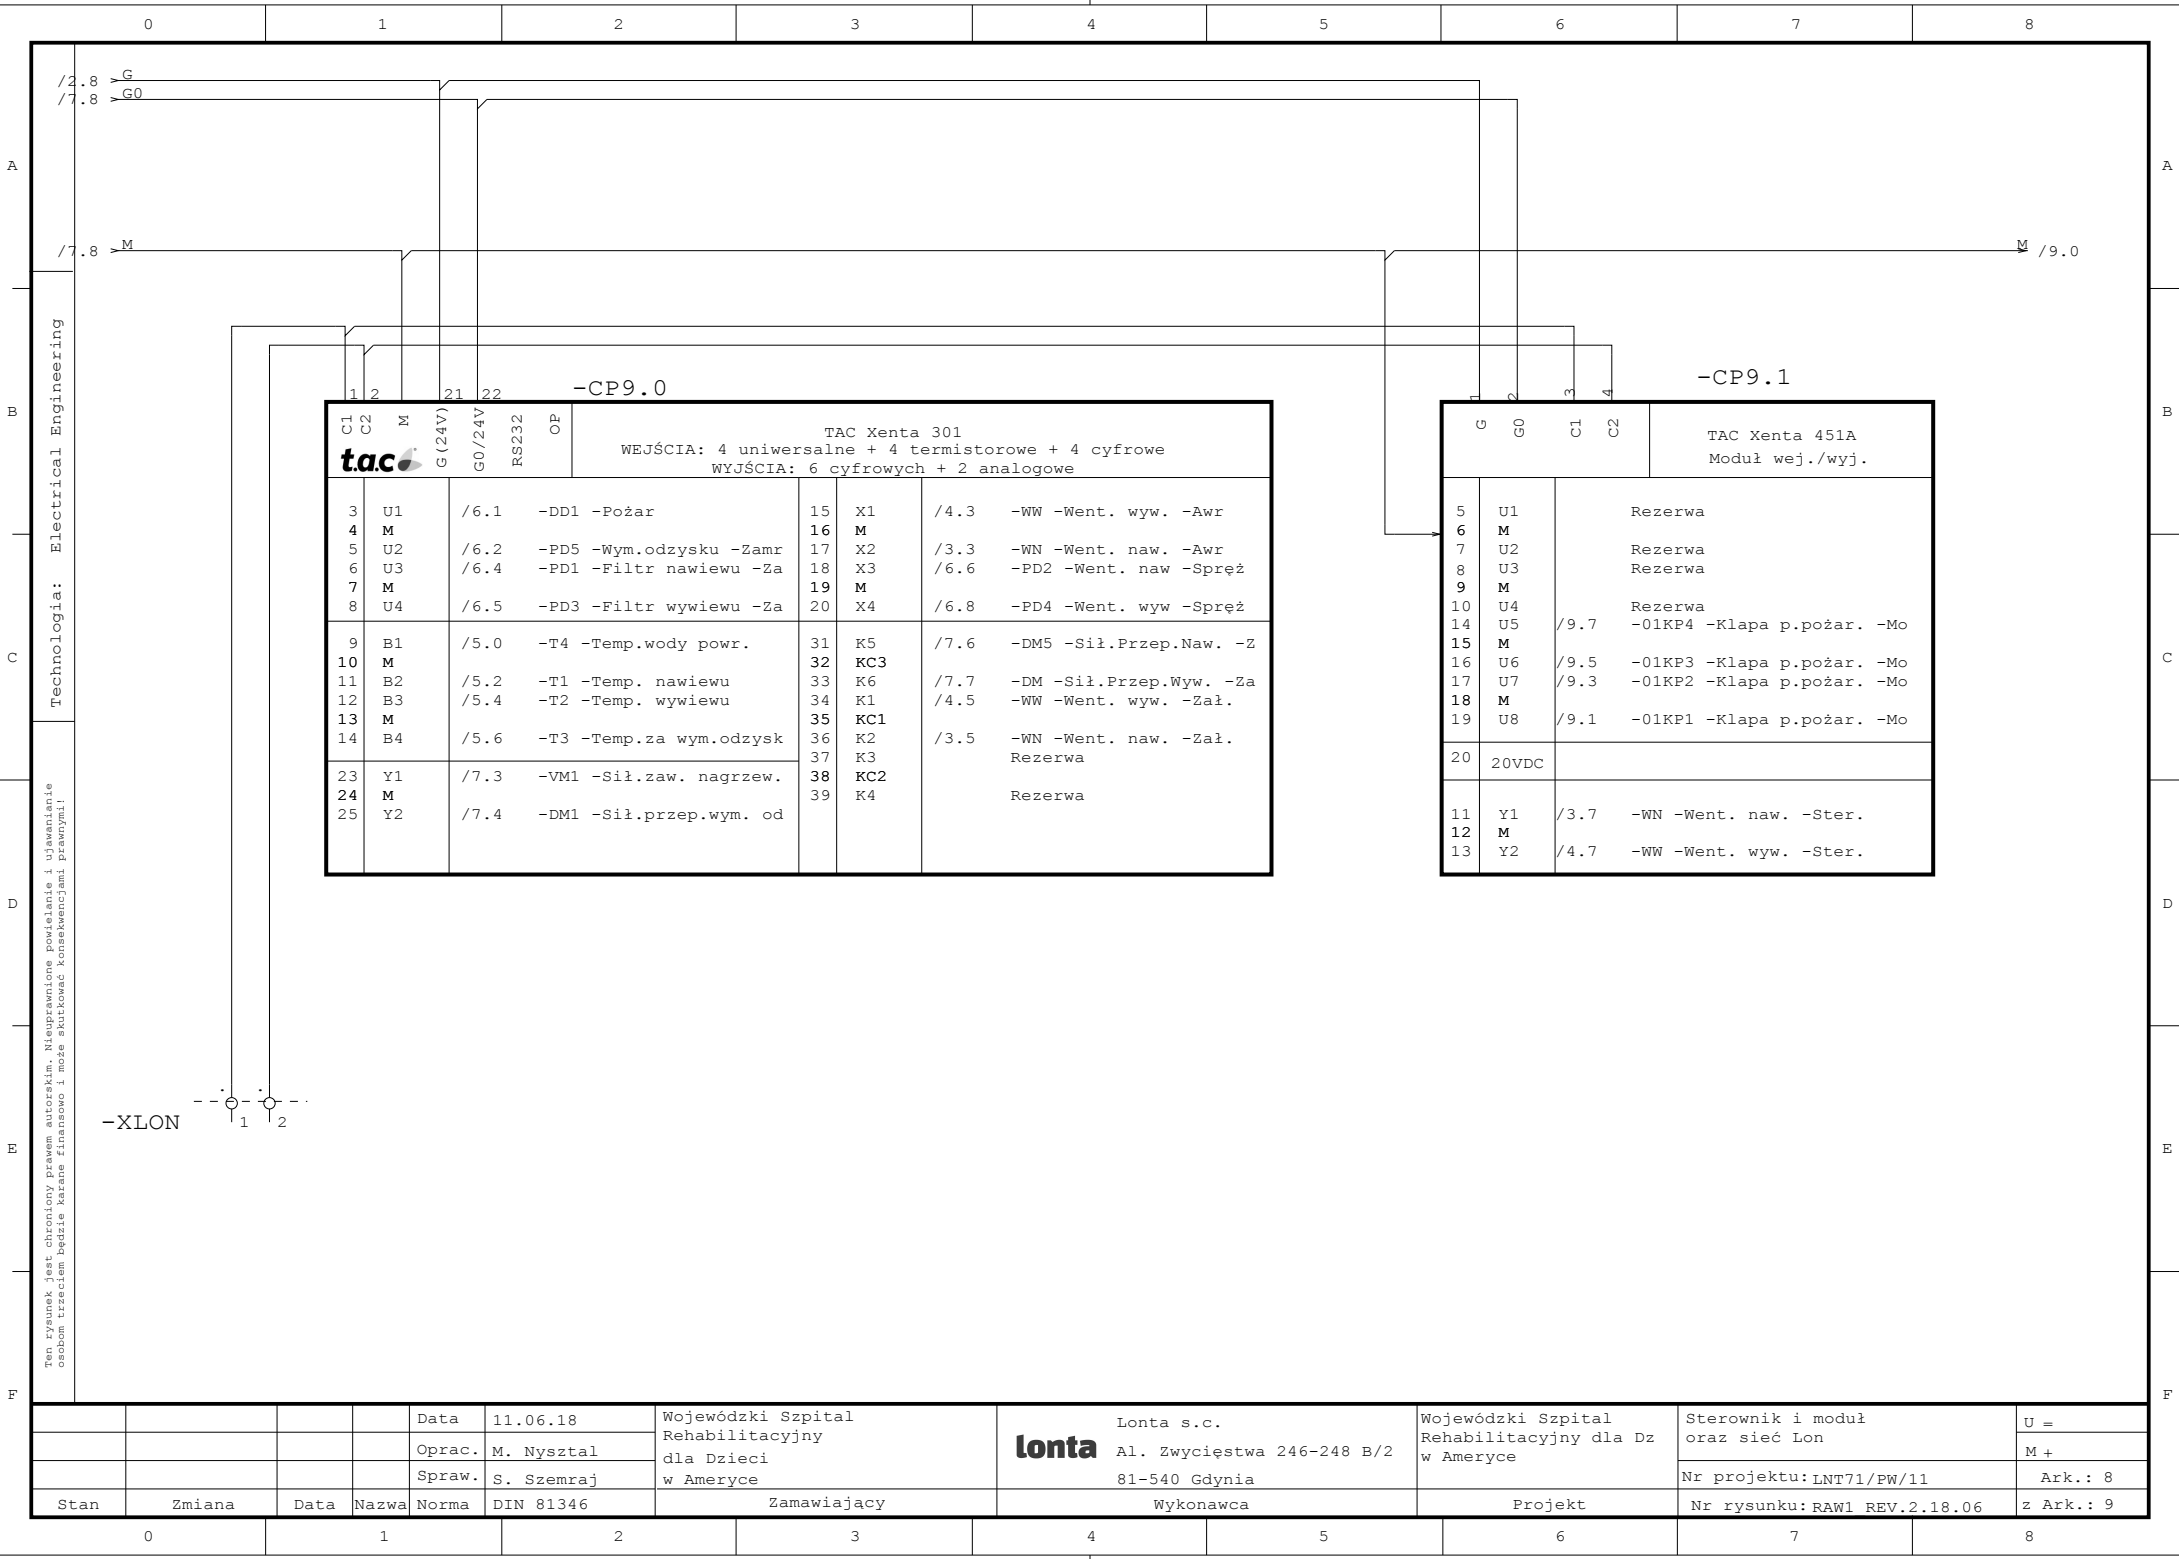 0 1 2 3 4 5 6 7 8
/2.8 G
/7.8 G0
A A
/7.8 M M /9.0
Technologia: Electrical Engineering
-CP9.0
-CP9.1
B B
1 2 21 22
C1 C2 M G(24V) G0/24V RS232 OP
t.a.c
TAC Xenta 301
WEJŚCIA: 4 uniwersalne + 4 termistorowe + 4 cyfrowe
WYJŚCIA: 6 cyfrowych + 2 analogowe
3 U1 /6.1 -DD1 -Pożar
4 M
5 U2 /6.2 -PD5 -Wym.odzysku -Zamr
6 U3 /6.4 -PD1 -Filtr nawiewu -Za
7 M
8 U4 /6.5 -PD3 -Filtr wywiewu -Za
9 B1 /5.0 -T4 -Temp.wody powr.
10 M
11 B2 /5.2 -T1 -Temp. nawiewu
12 B3 /5.4 -T2 -Temp. wywiewu
13 M
14 B4 /5.6 -T3 -Temp.za wym.odzysk
23 Y1 /7.3 -VM1 -Sił.zaw. nagrzew.
24 M
25 Y2 /7.4 -DM1 -Sił.przep.wym. od
15 X1 /4.3 -WW -Went. wyw. -Awr
16 M
17 X2 /3.3 -WN -Went. naw. -Awr
18 X3 /6.6 -PD2 -Went. naw -Spręż
19 M
20 X4 /6.8 -PD4 -Went. wyw -Spręż
31 K5 /7.6 -DM5 -Sił.Przep.Naw. -Z
32 KC3
33 K6 /7.7 -DM -Sił.Przep.Wyw. -Za
34 K1 /4.5 -WW -Went. wyw. -Zał.
35 KC1
36 K2 /3.5 -WN -Went. naw. -Zał.
37 K3 Rezerwa
38 KC2
39 K4 Rezerwa
1 2 3 4
G G0 C1 C2
TAC Xenta 451A
Moduł wej./wyj.
5 U1 Rezerwa
6 M
7 U2 Rezerwa
8 U3 Rezerwa
9 M
10 U4 Rezerwa
14 U5 /9.7 -01KP4 -Klapa p.pożar. -Mo
15 M
16 U6 /9.5 -01KP3 -Klapa p.pożar. -Mo
17 U7 /9.3 -01KP2 -Klapa p.pożar. -Mo
18 M
19 U8 /9.1 -01KP1 -Klapa p.pożar. -Mo
20 20VDC
11 Y1 /3.7 -WN -Went. naw. -Ster.
12 M
13 Y2 /4.7 -WW -Went. wyw. -Ster.
C C
D D
Ten rysunek jest chroniony prawem autorskim. Nieuprawnione powielanie i ujawanianie
osobom trzeciem będzie karane finansowo i może skutkować konsekwencjami prawnymi!
-XLON 1 2
E E
F F
Data 11.06.18
Oprac. M. Nysztal
Spraw. S. Szemraj
Stan Zmiana Data Nazwa Norma DIN 81346
Wojewódzki Szpital
Rehabilitacyjny
dla Dzieci
w Ameryce
Zamawiający
lonta
Lonta s.c.
Al. Zwycięstwa 246-248 B/2
81-540 Gdynia
Wykonawca
Wojewódzki Szpital
Rehabilitacyjny dla Dz
w Ameryce
Projekt
Sterownik i moduł
oraz sieć Lon
Nr projektu: LNT71/PW/11
Nr rysunku: RAW1 REV.2.18.06
U =
M +
Ark.: 8
z Ark.: 9
0 1 2 3 4 5 6 7 8